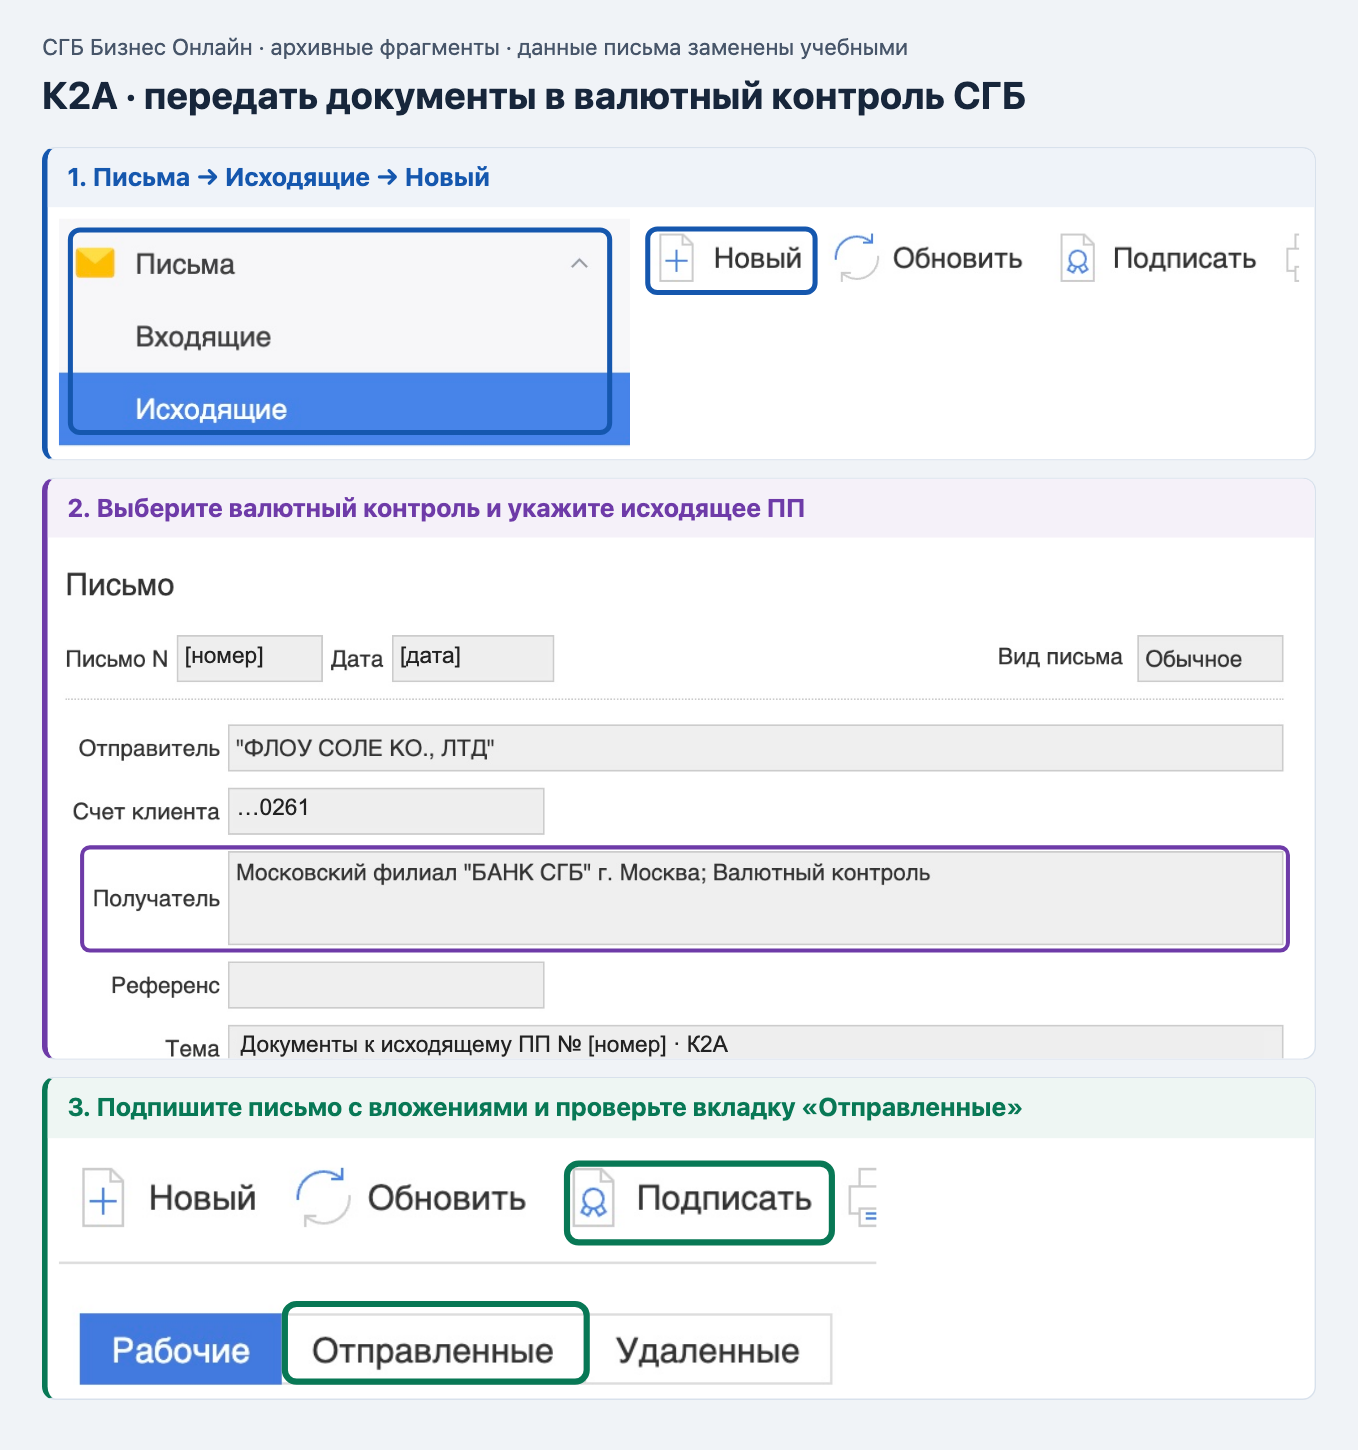 СГБ Бизнес Онлайн · архивные фрагменты · данные письма заменены учебными
К2А · передать документы в валютный контроль СГБ
1. Письма → Исходящие → Новый
Письма
Входящие
Исходящие
Новый Обновить Подписать
2. Выберите валютный контроль и укажите исходящее ПП
Письмо
Письмо N [номер] Дата [дата] Вид письма Обычное
Отправитель "ФЛОУ СОЛЕ КО., ЛТД"
Счет клиента ...0261
Получатель Московский филиал "БАНК СГБ" г. Москва; Валютный контроль
Референс
Тема Документы к исходящему ПП № [номер] · К2А
3. Подпишите письмо с вложениями и проверьте вкладку «Отправленные»
Новый Обновить Подписать
Рабочие Отправленные Удаленные